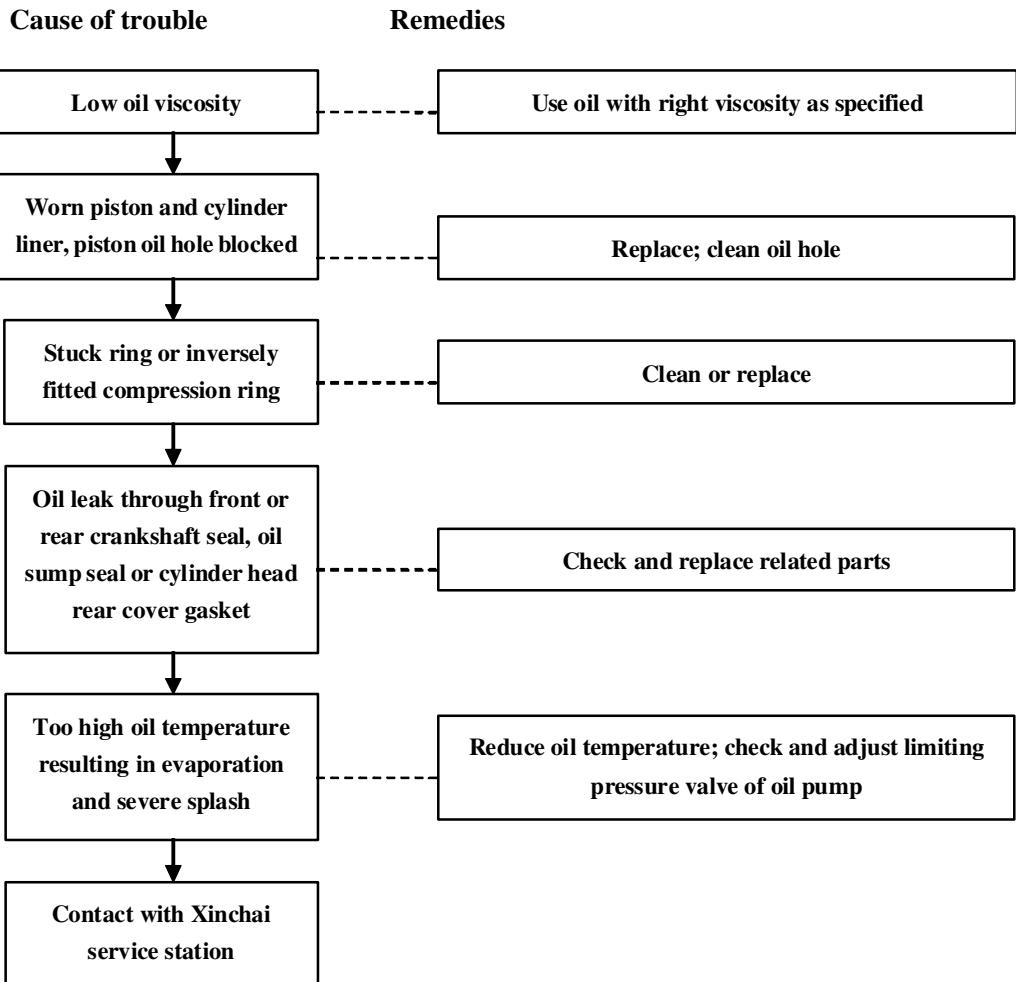 Cause of trouble
Remedies
Low oil viscosity
Use oil with right viscosity as specified
Worn piston and cylinder
liner, piston oil hole blocked
Replace; clean oil hole
Stuck ring or inversely
fitted compression ring
Clean or replace
Oil leak through front or
rear crankshaft seal, oil
sump seal or cylinder head
rear cover gasket
Check and replace related parts
Too high oil temperature
resulting in evaporation
and severe splash
Reduce oil temperature; check and adjust limiting
pressure valve of oil pump
Contact with Xinchai
service station